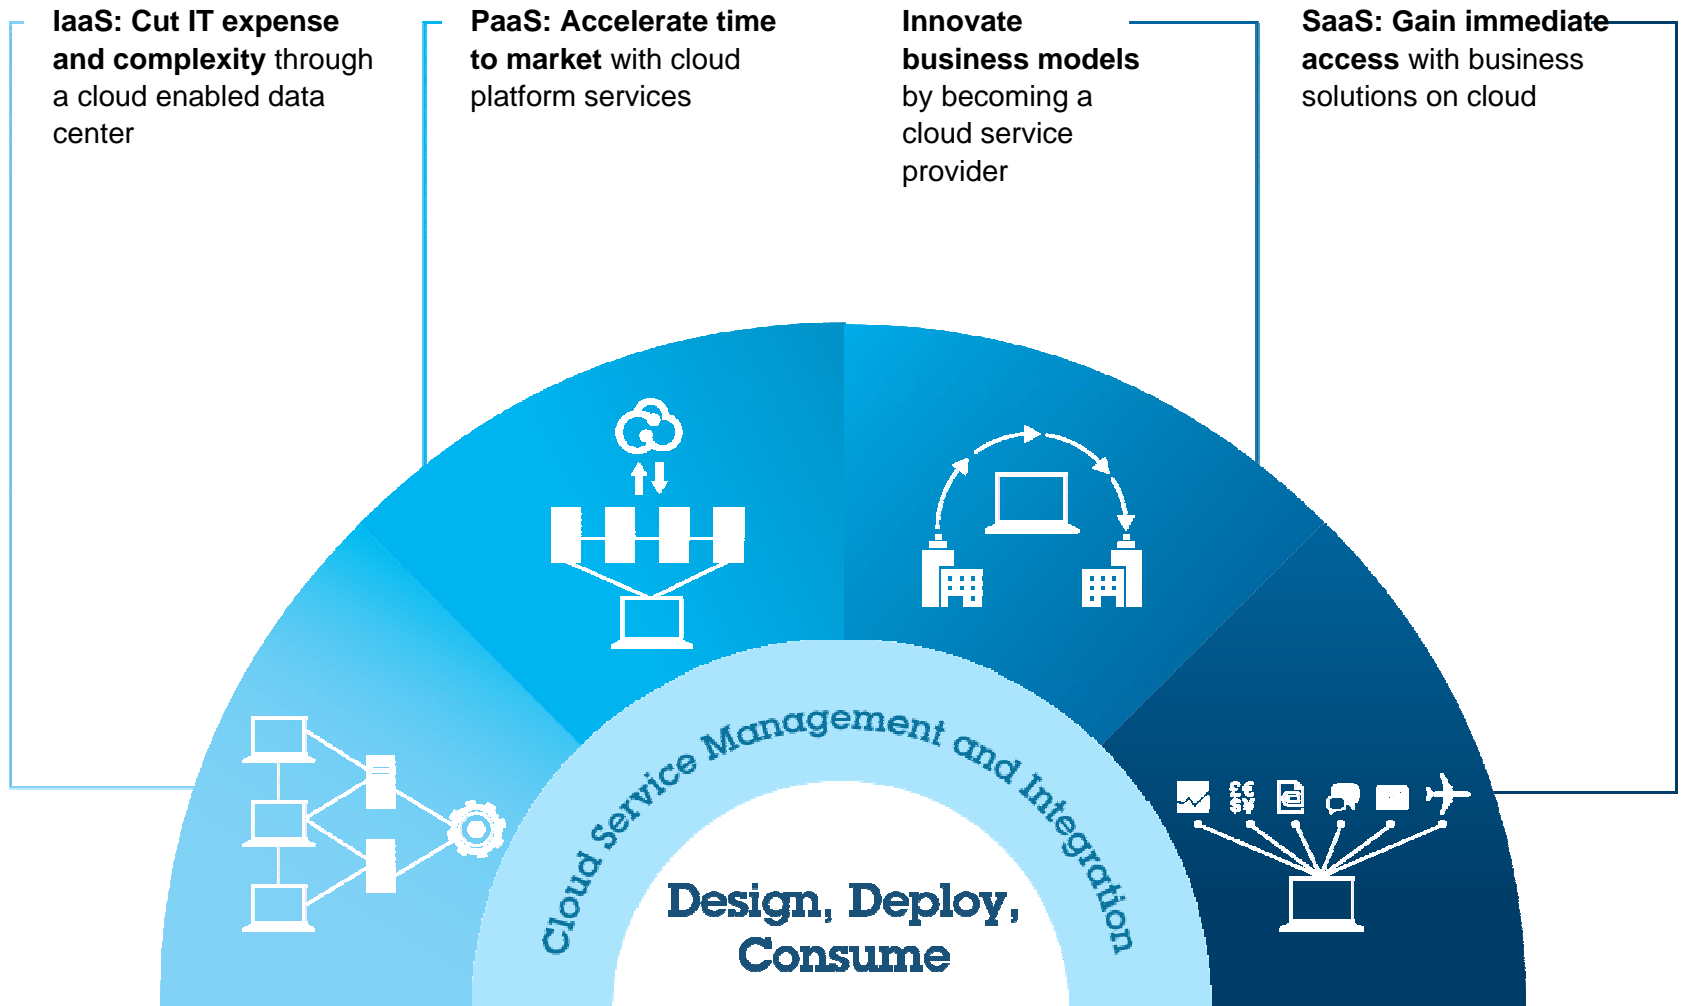 IaaS: Cut IT expense
and complexity through
a cloud enabled data
center
PaaS: Accelerate time
to market with cloud
platform services
Innovate
business models
by becoming a
cloud service
provider
SaaS: Gain immediate
access with business
solutions on cloud
£€
$¥
@
Cloud Service Management and Integration
Design, Deploy,
Consume